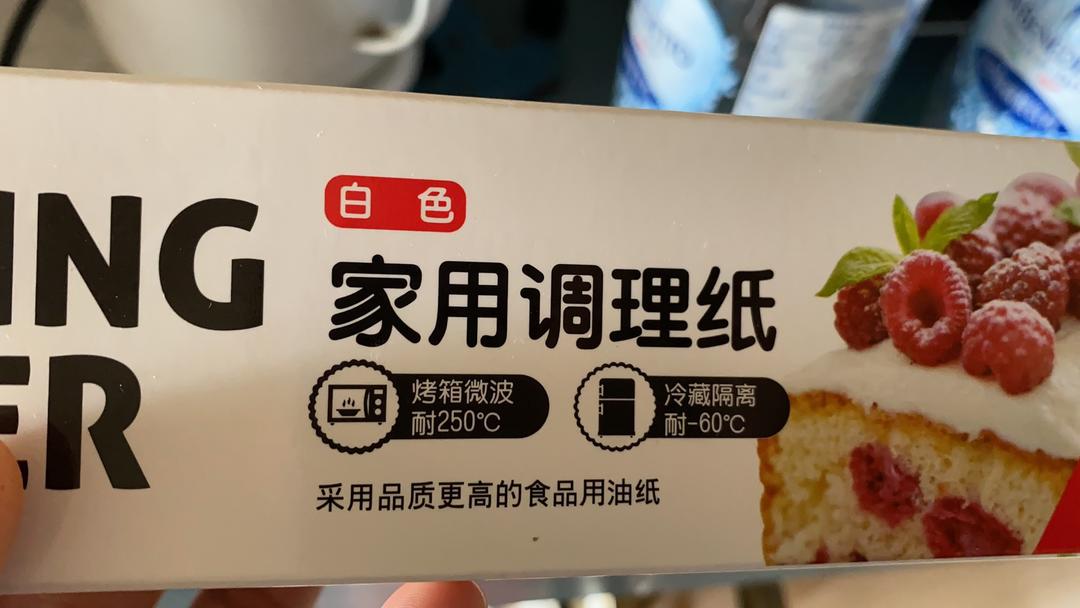 ING
ER
白 色
家用调理纸
烤箱微波
耐250℃
冷藏隔离
耐-60℃
采用品质更高的食品用油纸